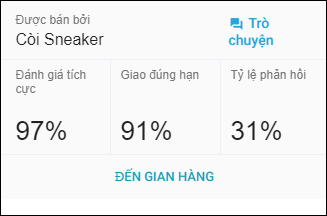 Được bán bởi
Còi Sneaker
Trò
chuyện
Đánh giá tích
cực
Giao đúng hạn
Tỷ lệ phản hồi
97%
91%
31%
ĐẾN GIAN HÀNG